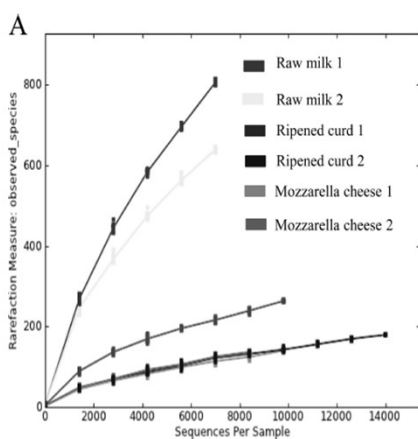 A
Rarefaction Measure: observed_species
800
600
400
200
0
0
2000
4000
6000
8000
10000
12000
14000
Sequences Per Sample
Raw milk 1
Raw milk 2
Ripened curd 1
Ripened curd 2
Mozzarella cheese 1
Mozzarella cheese 2